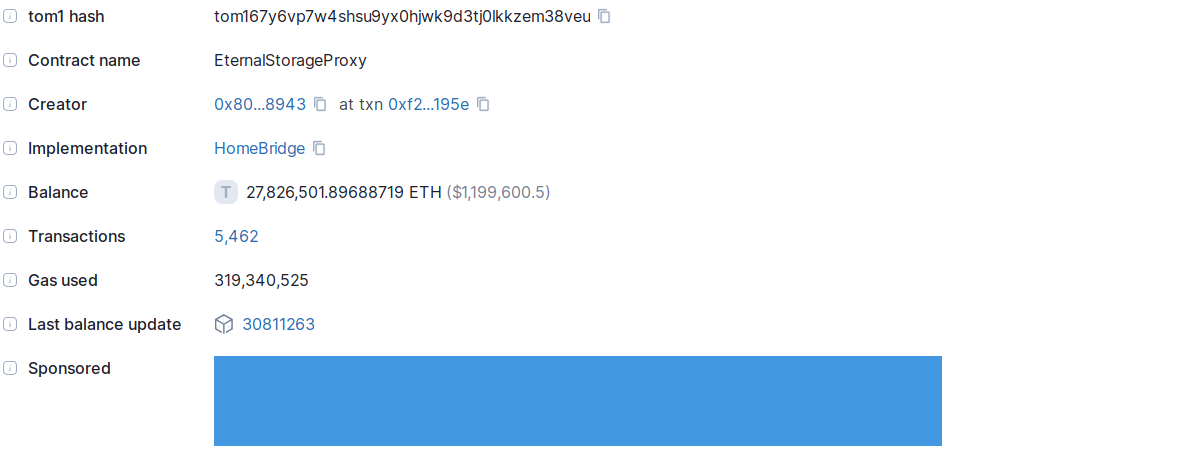 tom1 hash tom167y6vp7w4shsu9yx0hjwk9d3tj0lkkzem38veu
Contract name EternalStorageProxy
Creator 0x80...8943 at txn 0xf2...195e
Implementation HomeBridge
Balance T 27,826,501.89688719 ETH ($1,199,600.5)
Transactions 5,462
Gas used 319,340,525
Last balance update 30811263
Sponsored